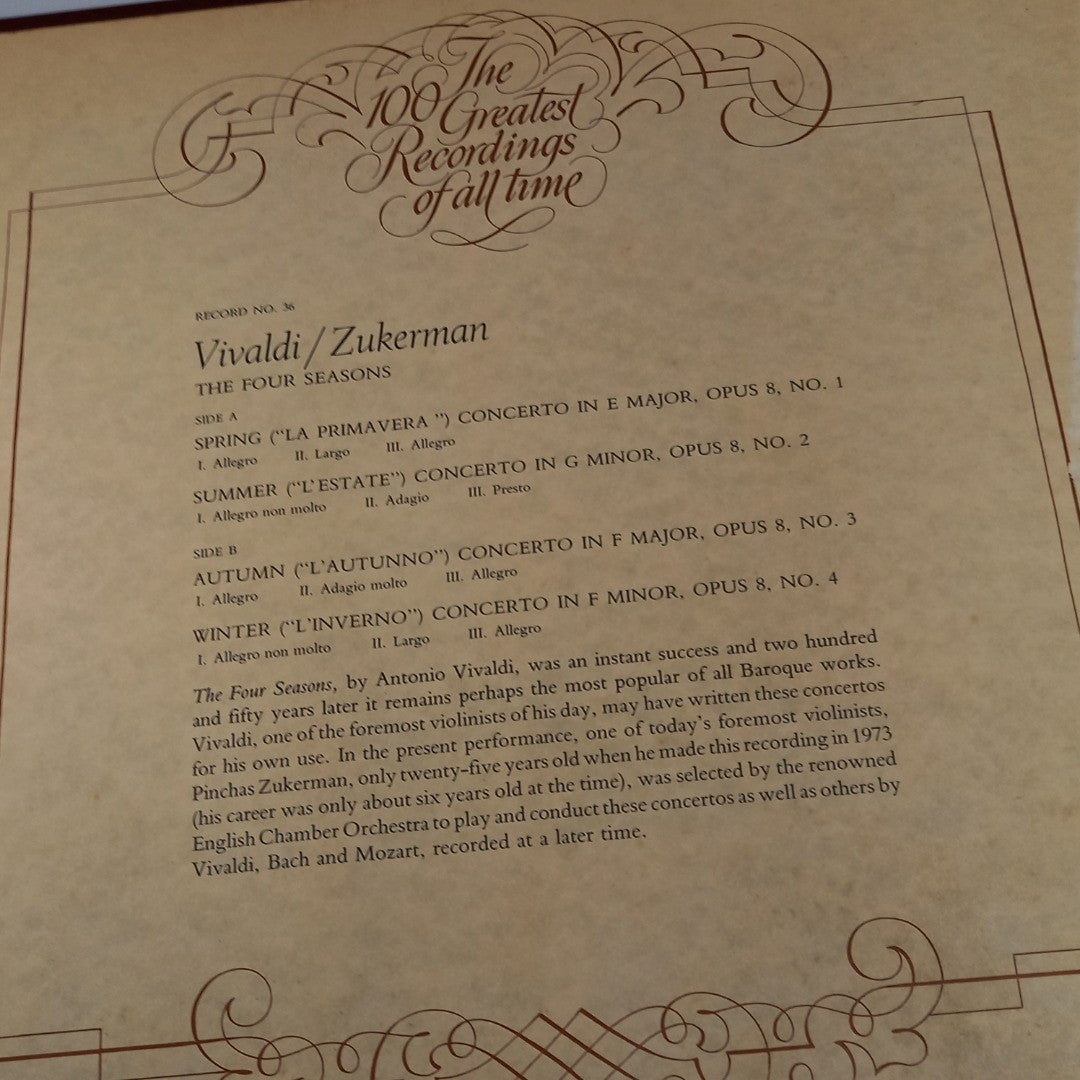 The
100 Greatest
Recordings
of all time
RECORD NO. 36
Vivaldi / Zukerman
THE FOUR SEASONS
SIDE A
SPRING (“LA PRIMAVERA ”) CONCERTO IN E MAJOR, OPUS 8, NO. 1
I. Allegro II. Largo III. Allegro
SUMMER (“L’ESTATE”) CONCERTO IN G MINOR, OPUS 8, NO. 2
I. Allegro non molto II. Adagio III. Presto
SIDE B
AUTUMN (“L’AUTUNNO”) CONCERTO IN F MAJOR, OPUS 8, NO. 3
I. Allegro II. Adagio molto III. Allegro
WINTER (“L’INVERNO”) CONCERTO IN F MINOR, OPUS 8, NO. 4
I. Allegro non molto II. Largo III. Allegro
The Four Seasons, by Antonio Vivaldi, was an instant success and two hundred
and fifty years later it remains perhaps the most popular of all Baroque works.
Vivaldi, one of the foremost violinists of his day, may have written these concertos
for his own use. In the present performance, one of today’s foremost violinists,
Pinchas Zukerman, only twenty-five years old when he made this recording in 1973
(his career was only about six years old at the time), was selected by the renowned
English Chamber Orchestra to play and conduct these concertos as well as others by
Vivaldi, Bach and Mozart, recorded at a later time.